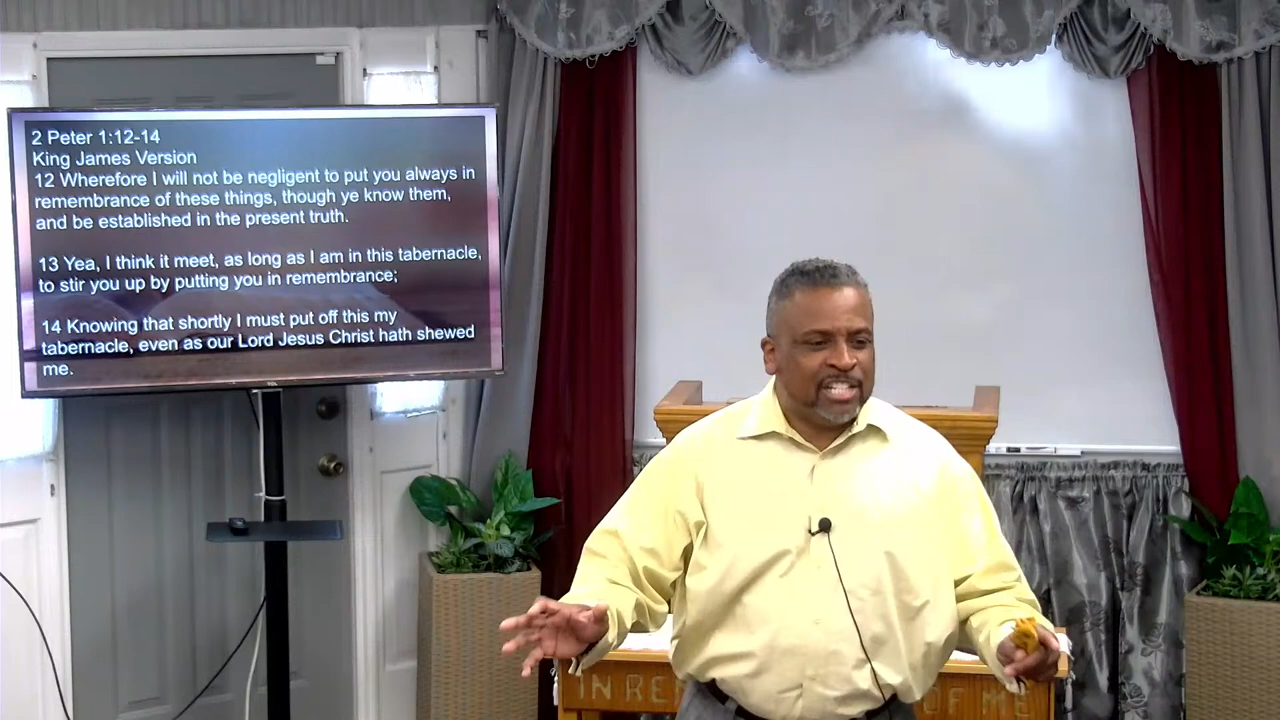 2 Peter 1:12-14
King James Version
12 Wherefore I will not be negligent to put you always in
remembrance of these things, though ye know them,
and be established in the present truth.
13 Yea, I think it meet, as long as I am in this tabernacle,
to stir you up by putting you in remembrance;
14 Knowing that shortly I must put off this my
tabernacle, even as our Lord Jesus Christ hath shewed
me.
TCL
IN RE OF ME